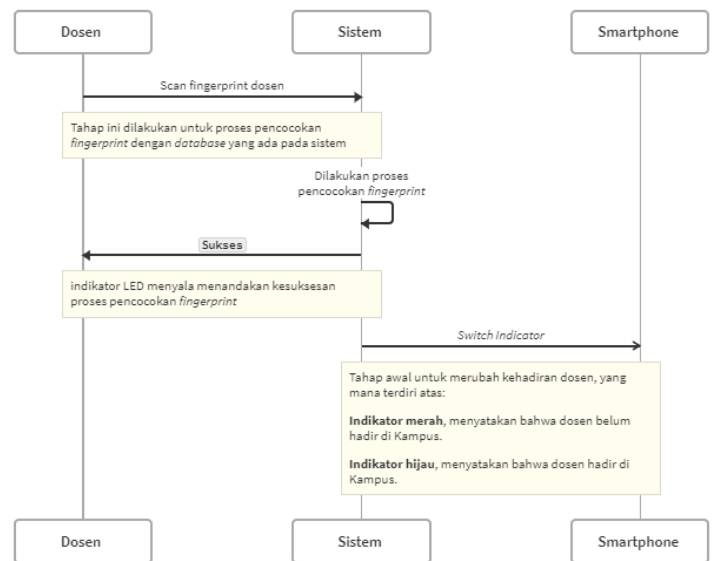 Dosen
Sistem
Smartphone
Scan fingerprint dosen
Tahap ini dilakukan untuk proses pencocokan
fingerprint dengan database yang ada pada sistem
Dilakukan proses
pencocokan fingerprint
Sukses
indikator LED menyala menandakan kesuksesan
proses pencocokan fingerprint
Switch Indicator
Tahap awal untuk merubah kehadiran dosen, yang
mana terdiri atas:
Indikator merah, menyatakan bahwa dosen belum
hadir di Kampus.
Indikator hijau, menyatakan bahwa dosen hadir di
Kampus.
Dosen
Sistem
Smartphone